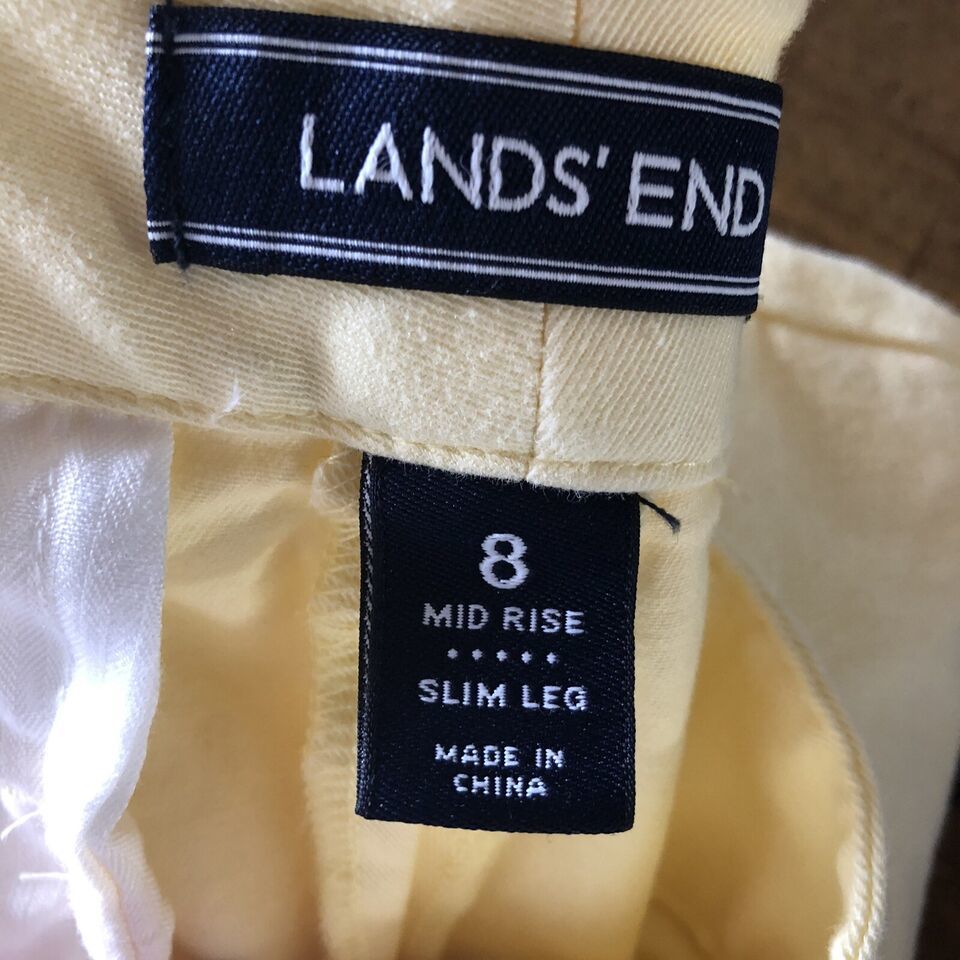 LANDS' END
8
MID RISE
SLIM LEG
MADE IN
CHINA